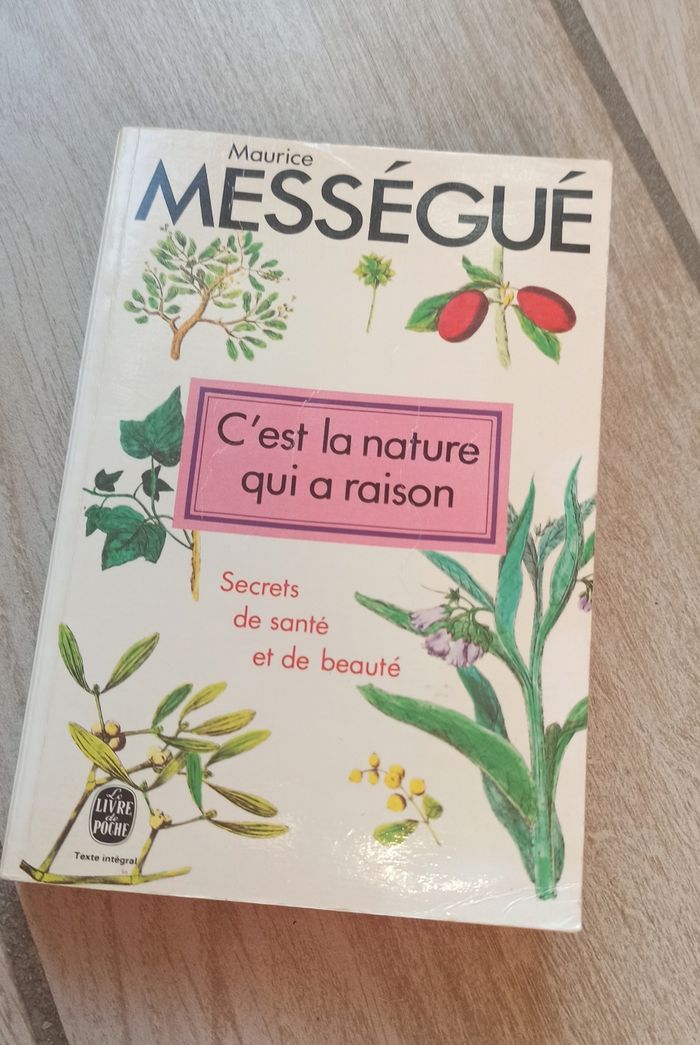 Maurice
MESSÉGUÉ
C'est la nature
qui a raison
Secrets
de santé
et de beauté
Le
LIVRE
de
POCHE
Texte intégral